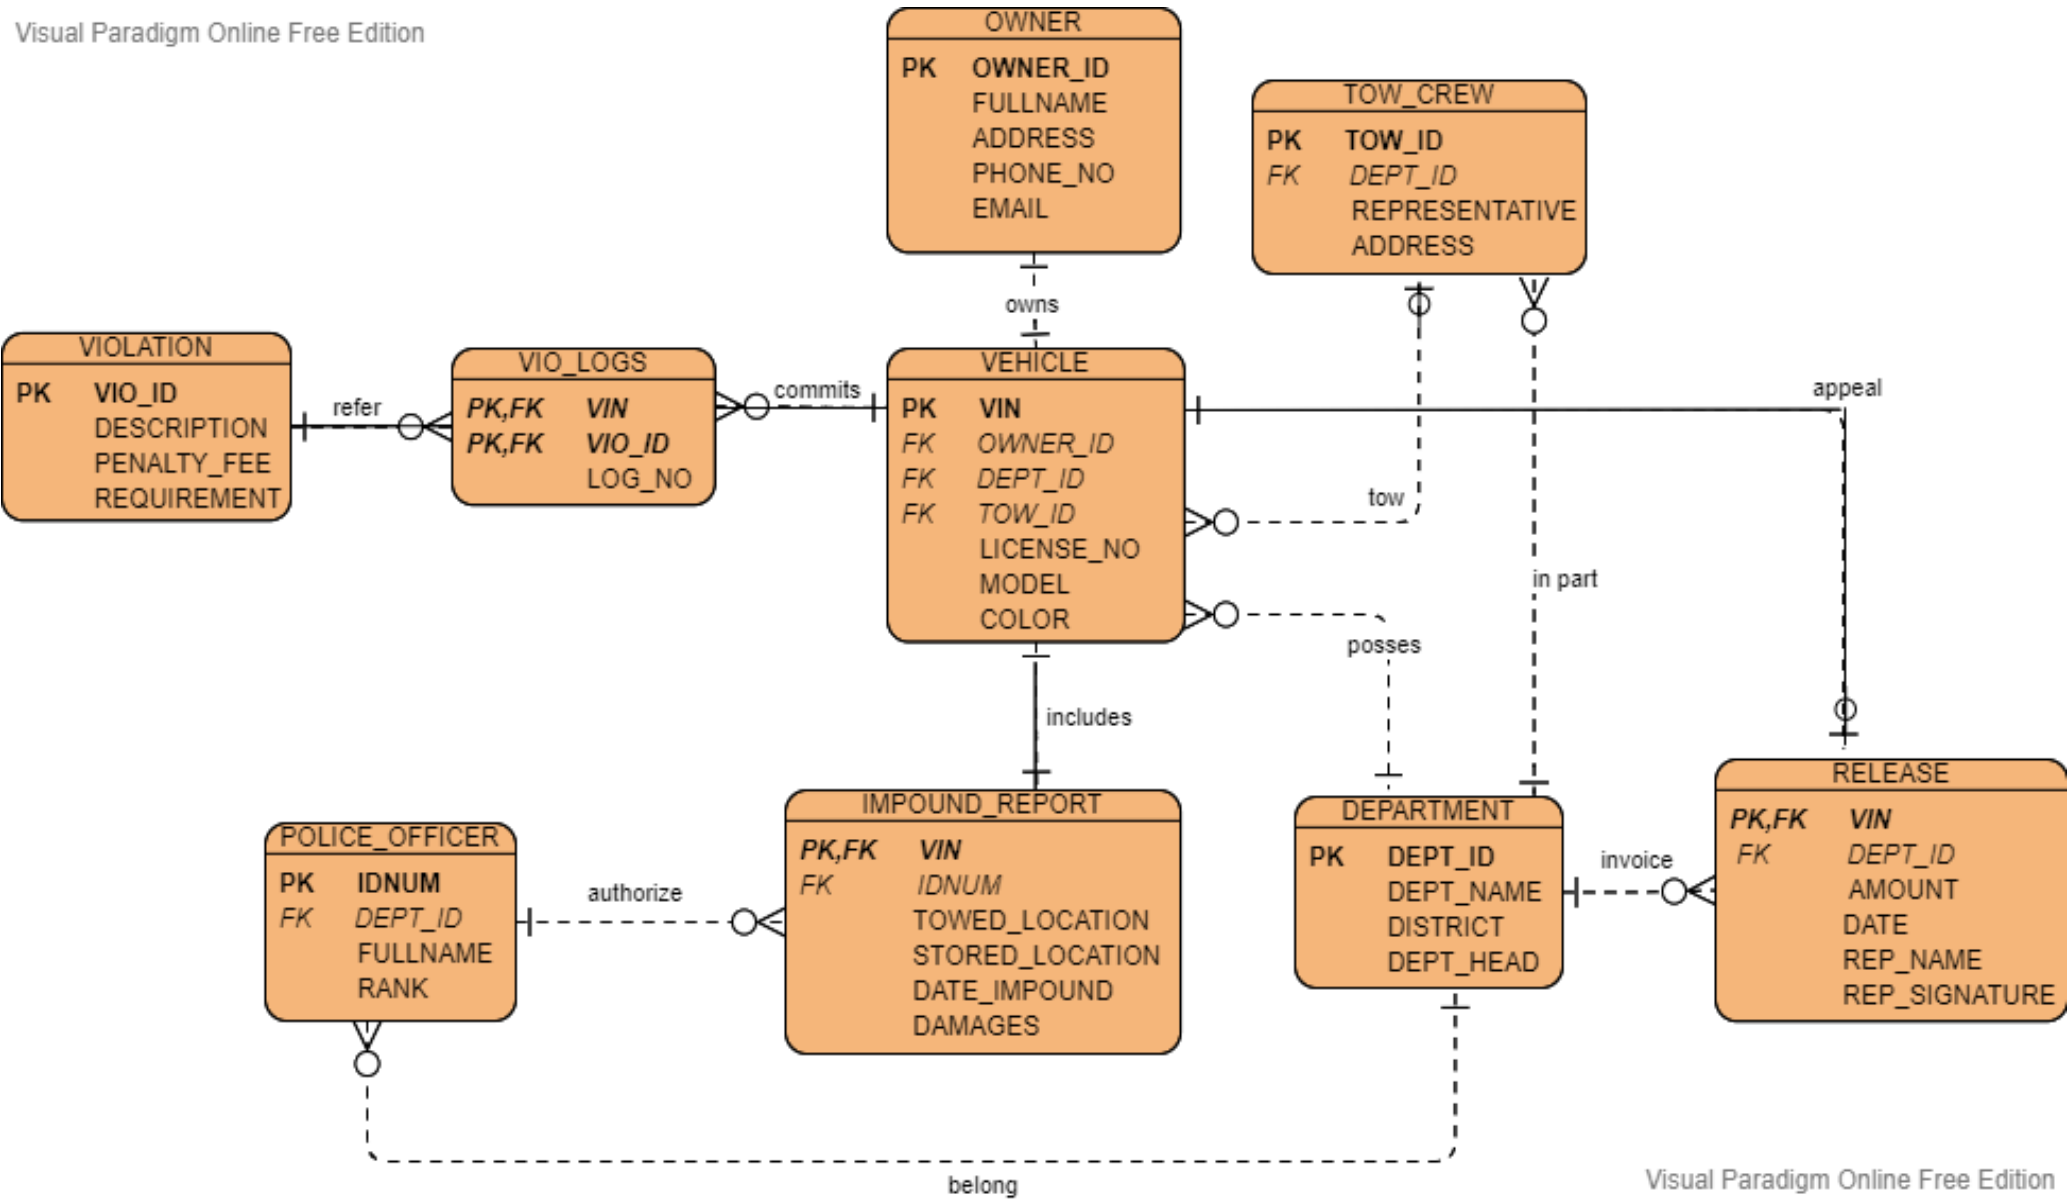 Visual Paradigm Online Free Edition
OWNER
PK OWNER_ID
FULLNAME
ADDRESS
PHONE_NO
EMAIL
TOW_CREW
PK TOW_ID
FK DEPT_ID
REPRESENTATIVE
ADDRESS
owns
VIOLATION
PK VIO_ID
DESCRIPTION
PENALTY_FEE
REQUIREMENT
refer
VIO_LOGS
PK,FK VIN
PK,FK VIO_ID
LOG_NO
commits
VEHICLE
PK VIN
FK OWNER_ID
FK DEPT_ID
FK TOW_ID
LICENSE_NO
MODEL
COLOR
appeal
tow
in part
posses
includes
POLICE_OFFICER
PK IDNUM
FK DEPT_ID
FULLNAME
RANK
authorize
IMPOUND_REPORT
PK,FK VIN
FK IDNUM
TOWED_LOCATION
STORED_LOCATION
DATE_IMPOUND
DAMAGES
DEPARTMENT
PK DEPT_ID
DEPT_NAME
DISTRICT
DEPT_HEAD
invoice
RELEASE
PK,FK VIN
FK DEPT_ID
AMOUNT
DATE
REP_NAME
REP_SIGNATURE
belong
Visual Paradigm Online Free Edition